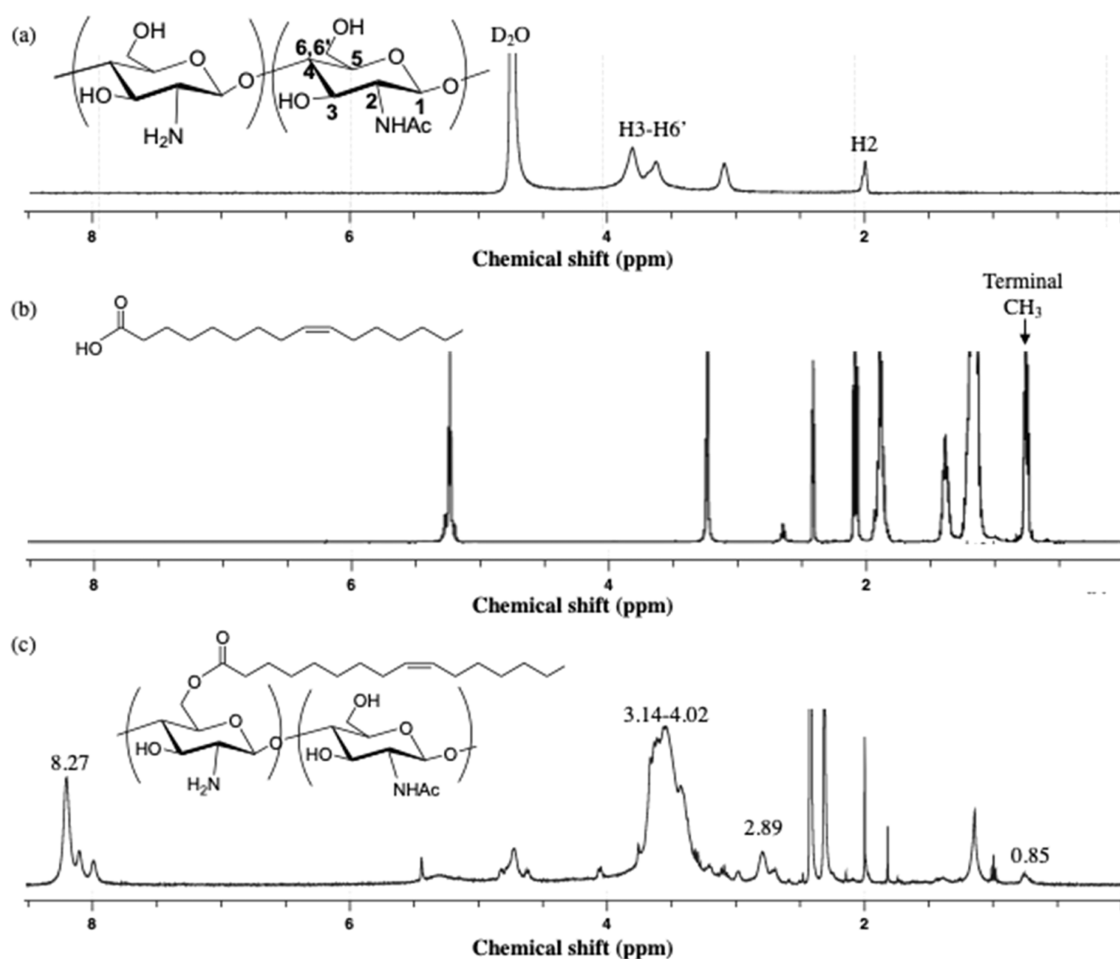 (a)
OH
OH
D₂O
6,6'
5
O
O
4
HO
O
HO
O
3
2
1
H₂N
NHAc
H3-H6'
H2
8
6
4
2
Chemical shift (ppm)
(b)
O
HO
Terminal
CH₃
8
6
4
2
Chemical shift (ppm)
(c)
O
O
OH
O
O
HO
O
HO
O
H₂N
NHAc
8.27
3.14-4.02
2.89
0.85
8
6
4
2
Chemical shift (ppm)